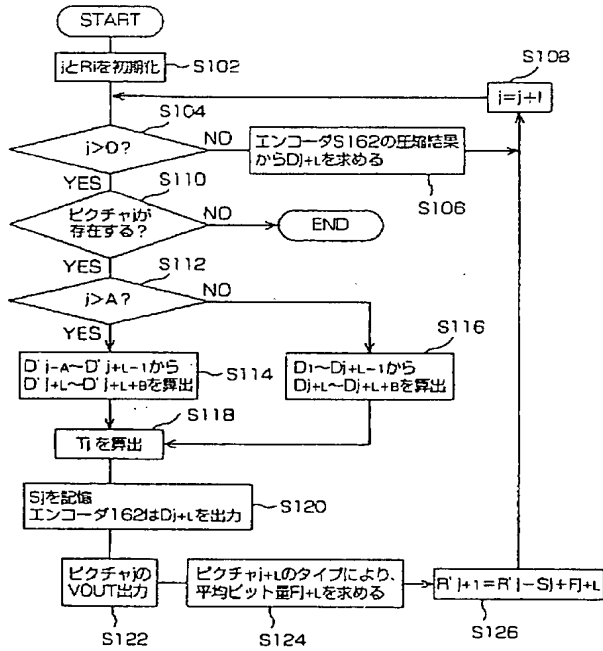 START
jとRiを初期化
S102
S108
j=j+1
S104
j>0?
NO
エンコーダS162の圧縮結果
からDj+Lを求める
S106
YES
S110
ピクチャjが
存在する?
NO
END
YES
S112
j>A?
NO
YES
S116
D'j-A~D'j+L-1から
D'j+L~D'j+L+Bを算出
S114
D1~Dj+L-1から
Dj+L~Dj+L+Bを算出
S118
Tjを算出
Sjを記憶
エンコーダ162はDj+Lを出力
S120
ピクチャjの
VOUT出力
S122
ピクチャj+Lのタイプにより、
平均ビット量Fj+Lを求める
S124
R'j+1=R'j-Sj+Fj+L
S126